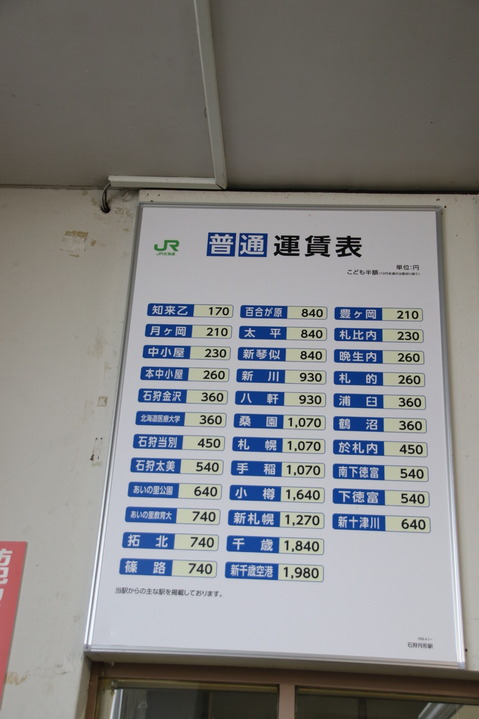 JR
JR北海道
普通運賃表
単位:円
こども半額
知来乙 170
月ヶ岡 210
中小屋 230
本中小屋 260
石狩金沢 360
北海道医療大学 360
石狩当別 450
石狩太美 540
あいの里公園 640
あいの里教育大 740
拓北 740
篠路 740
百合が原 840
太平 840
新琴似 840
新川 930
八軒 930
桑園 1,070
札幌 1,070
手稲 1,070
小樽 1,640
新札幌 1,270
千歳 1,840
新千歳空港 1,980
豊ヶ岡 210
札比内 230
晩生内 260
札的 260
浦臼 360
鶴沼 360
於札内 450
南下徳富 540
下徳富 540
新十津川 640
当駅からの主な駅を掲載しております。
石狩月形駅